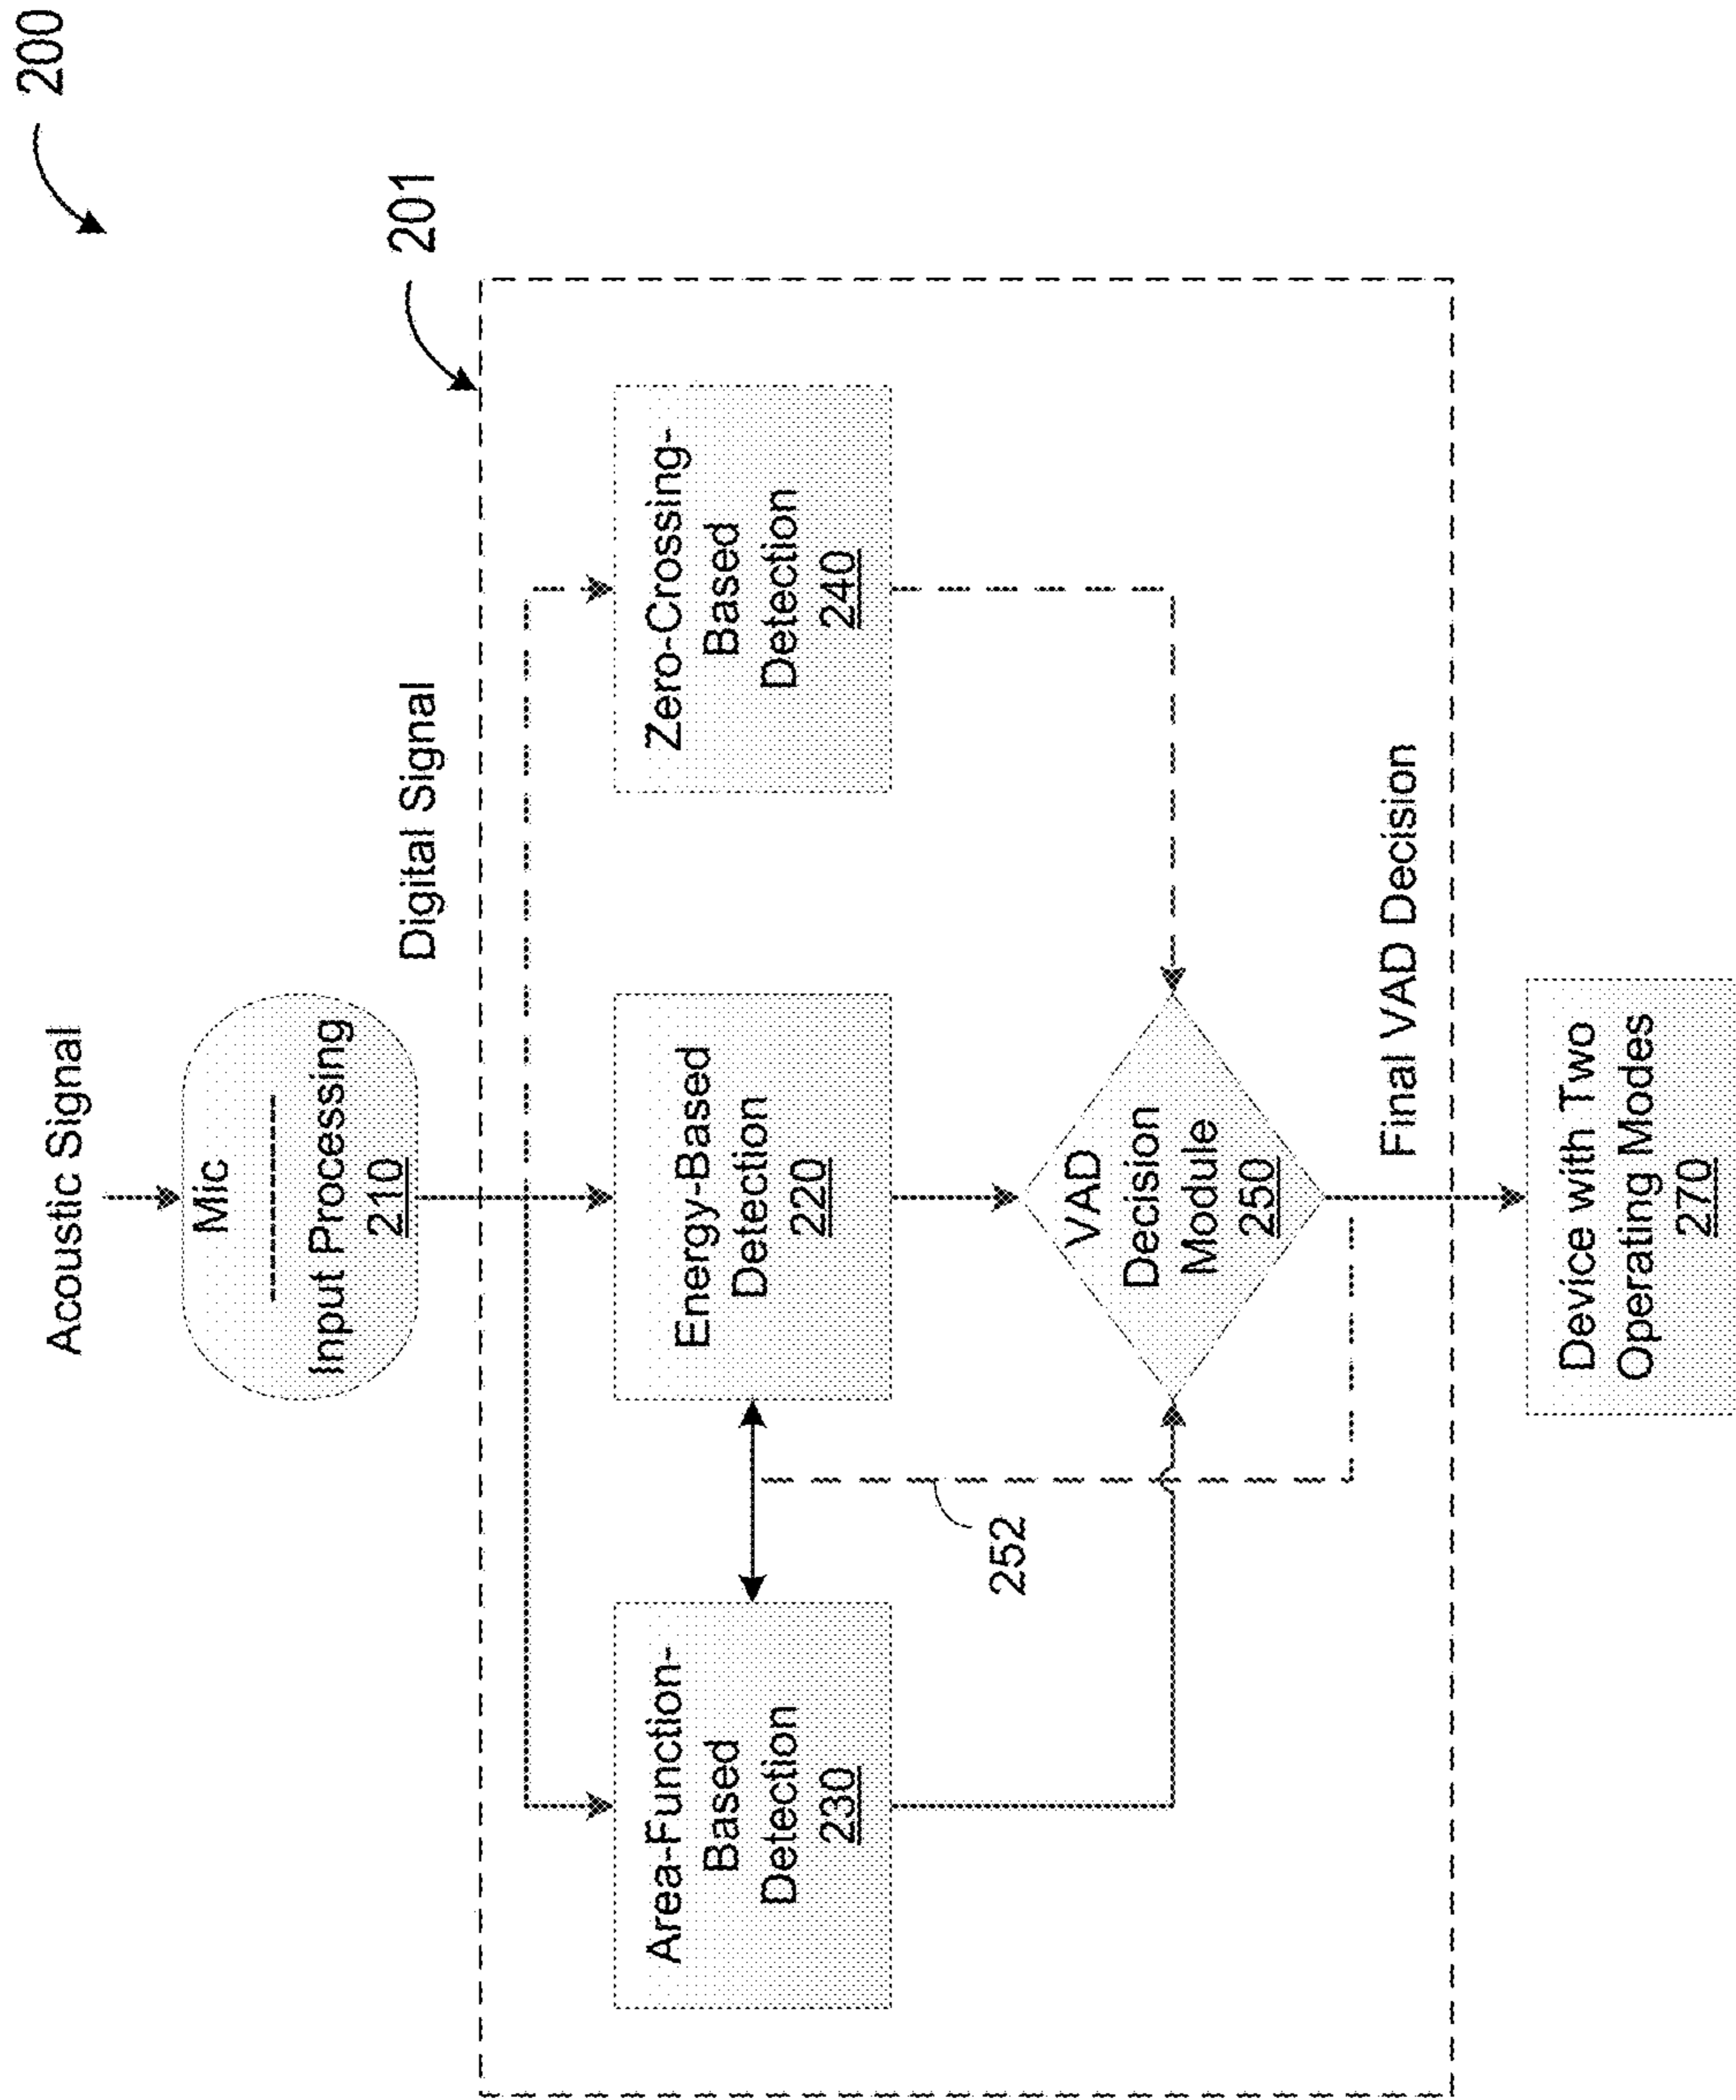 200
Acoustic Signal
Mic
Input Processing
210
Digital Signal
201
Area-Function-
Based
Detection
230
Energy-Based
Detection
220
Zero-Crossing-
Based
Detection
240
252
VAD
Decision
Module
250
Final VAD Decision
Device with Two
Operating Modes
270